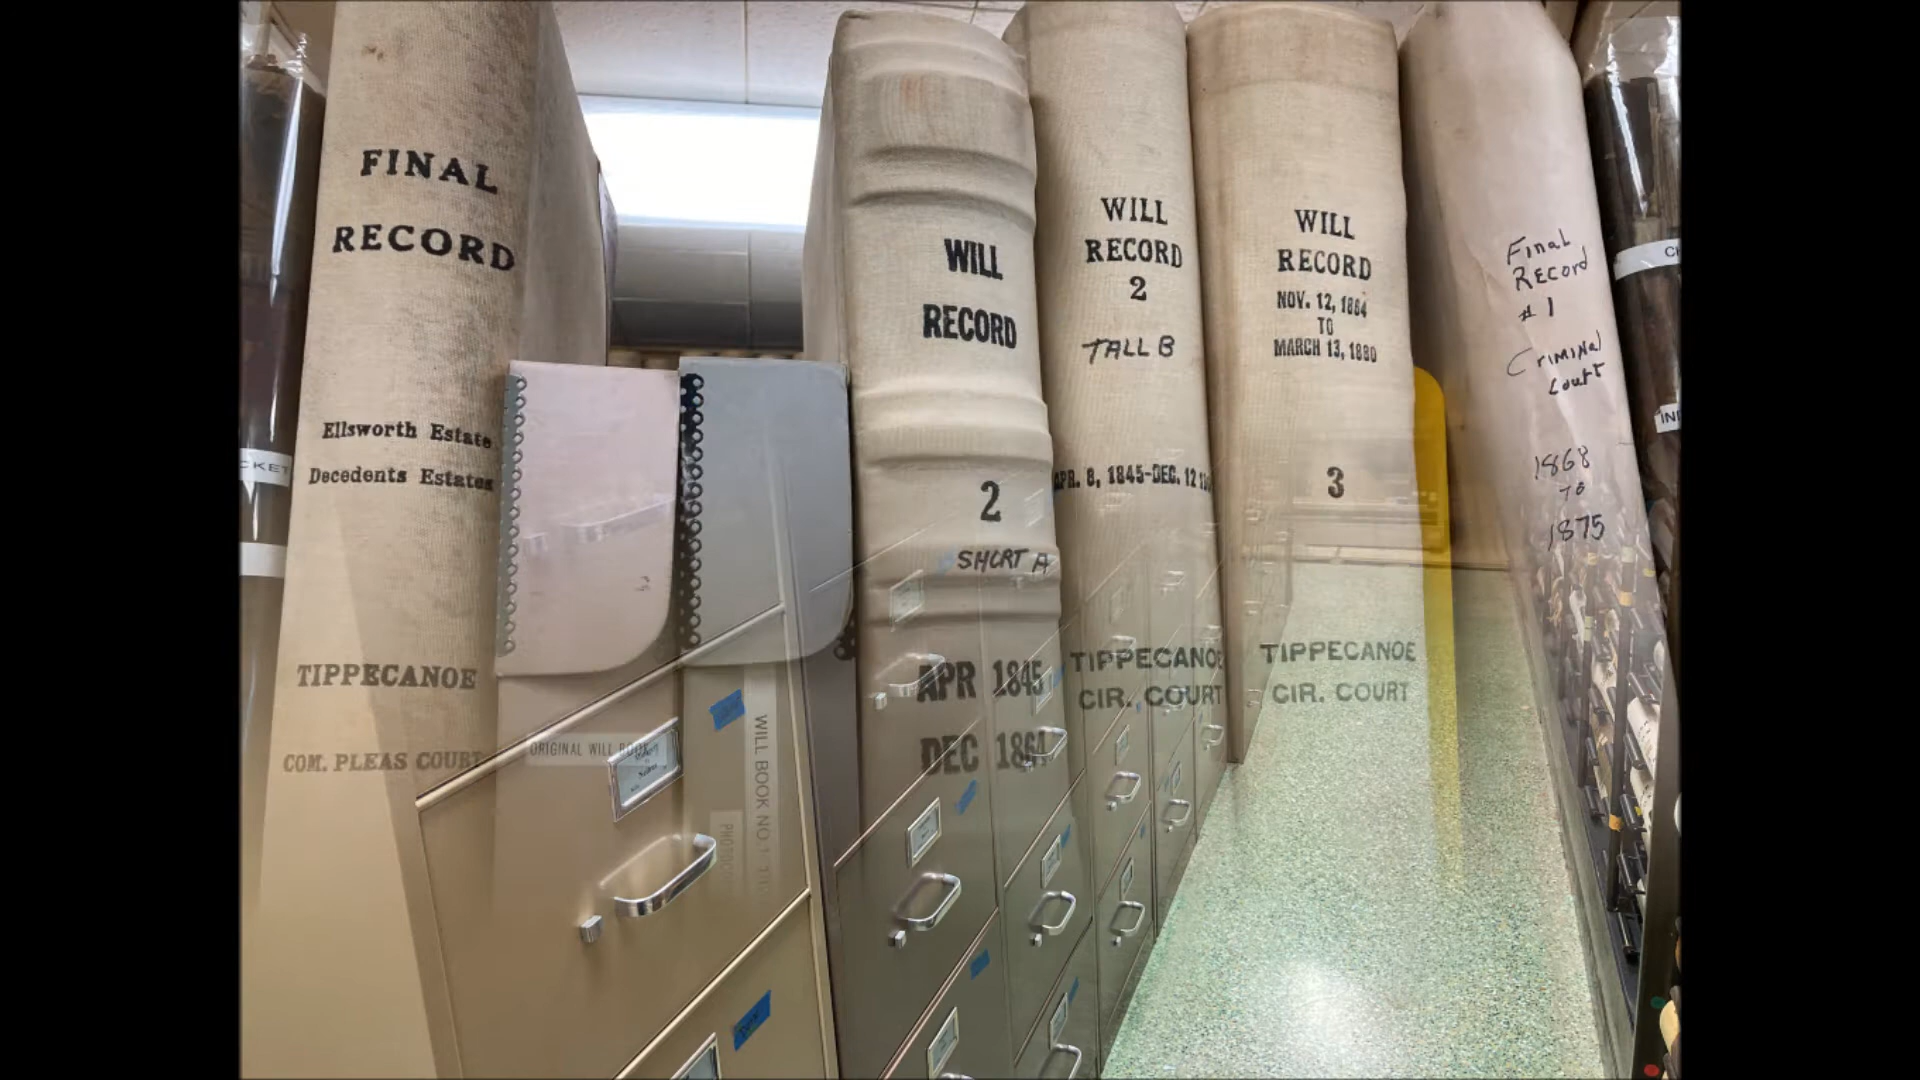 FINAL
RECORD
Ellsworth Estate
Decedents Estates
TIPPECANOE
COM. PLEAS COURT
ORIGINAL WILL BOOK
WILL BOOK NO 1
WILL
RECORD
2
SHORT A
APR 1845
DEC 1864
WILL
RECORD
2
TALL B
APR. 8, 1845-DEC. 12
TIPPECANOE
CIR. COURT
WILL
RECORD
NOV. 12, 1864
TO
MARCH 13, 1880
3
TIPPECANOE
CIR. COURT
Final
Record
#1
Criminal
Court
1868
TO
1875